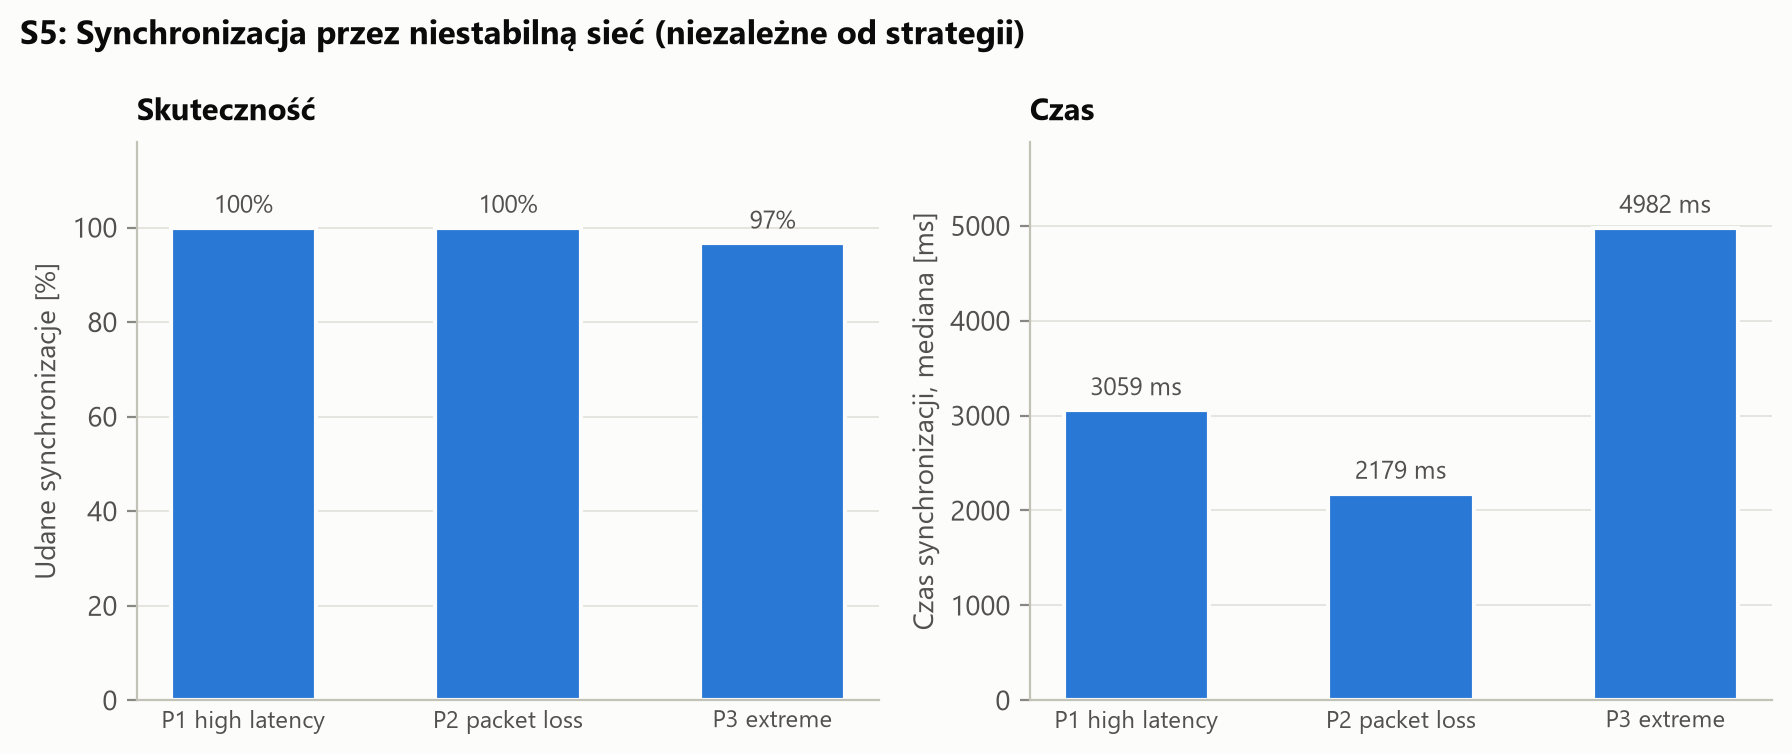 S5: Synchronizacja przez niestabilną sieć (niezależne od strategii)
Skuteczność
Udane synchronizacje [%]
100
80
60
40
20
0
100%
100%
97%
P1 high latency
P2 packet loss
P3 extreme
Czas
Czas synchronizacji, mediana [ms]
5000
4000
3000
2000
1000
0
3059 ms
2179 ms
4982 ms
P1 high latency
P2 packet loss
P3 extreme